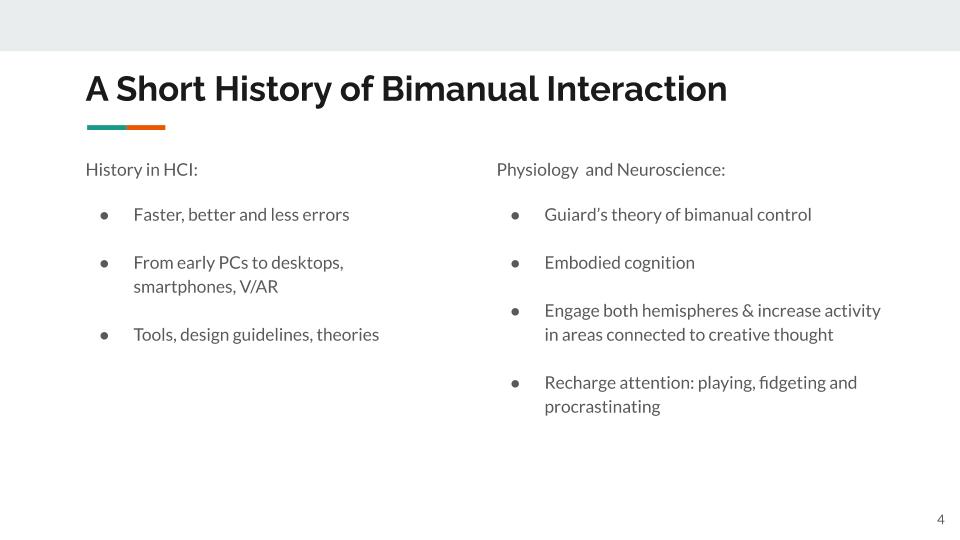 A Short History of Bimanual Interaction
History in HCI:
● Faster, better and less errors
● From early PCs to desktops,
smartphones, V/AR
● Tools, design guidelines, theories
Physiology  and Neuroscience:
● Guiard’s theory of bimanual control
● Embodied cognition
● Engage both hemispheres & increase activity
in areas connected to creative thought
● Recharge attention: playing, fidgeting and
procrastinating
4